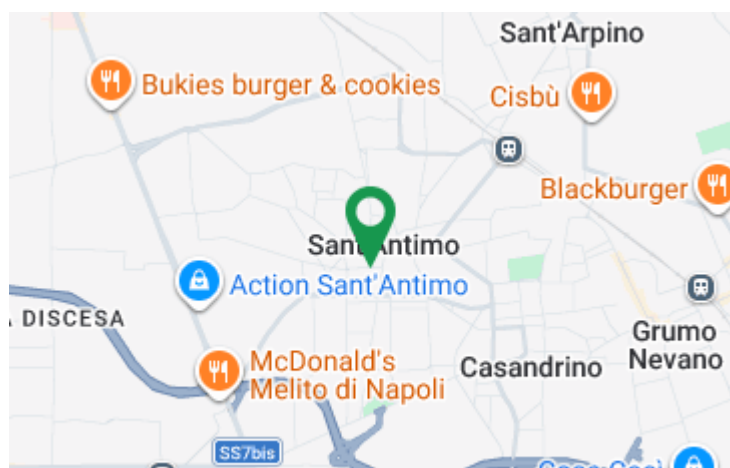 Sant'Arpino
Bukies burger & cookies
Cisbù
Blackburger
Sant'Antimo
Action Sant'Antimo
A DISCESA
Grumo
Nevano
McDonald's
Melito di Napoli
Casandrino
SS7bis